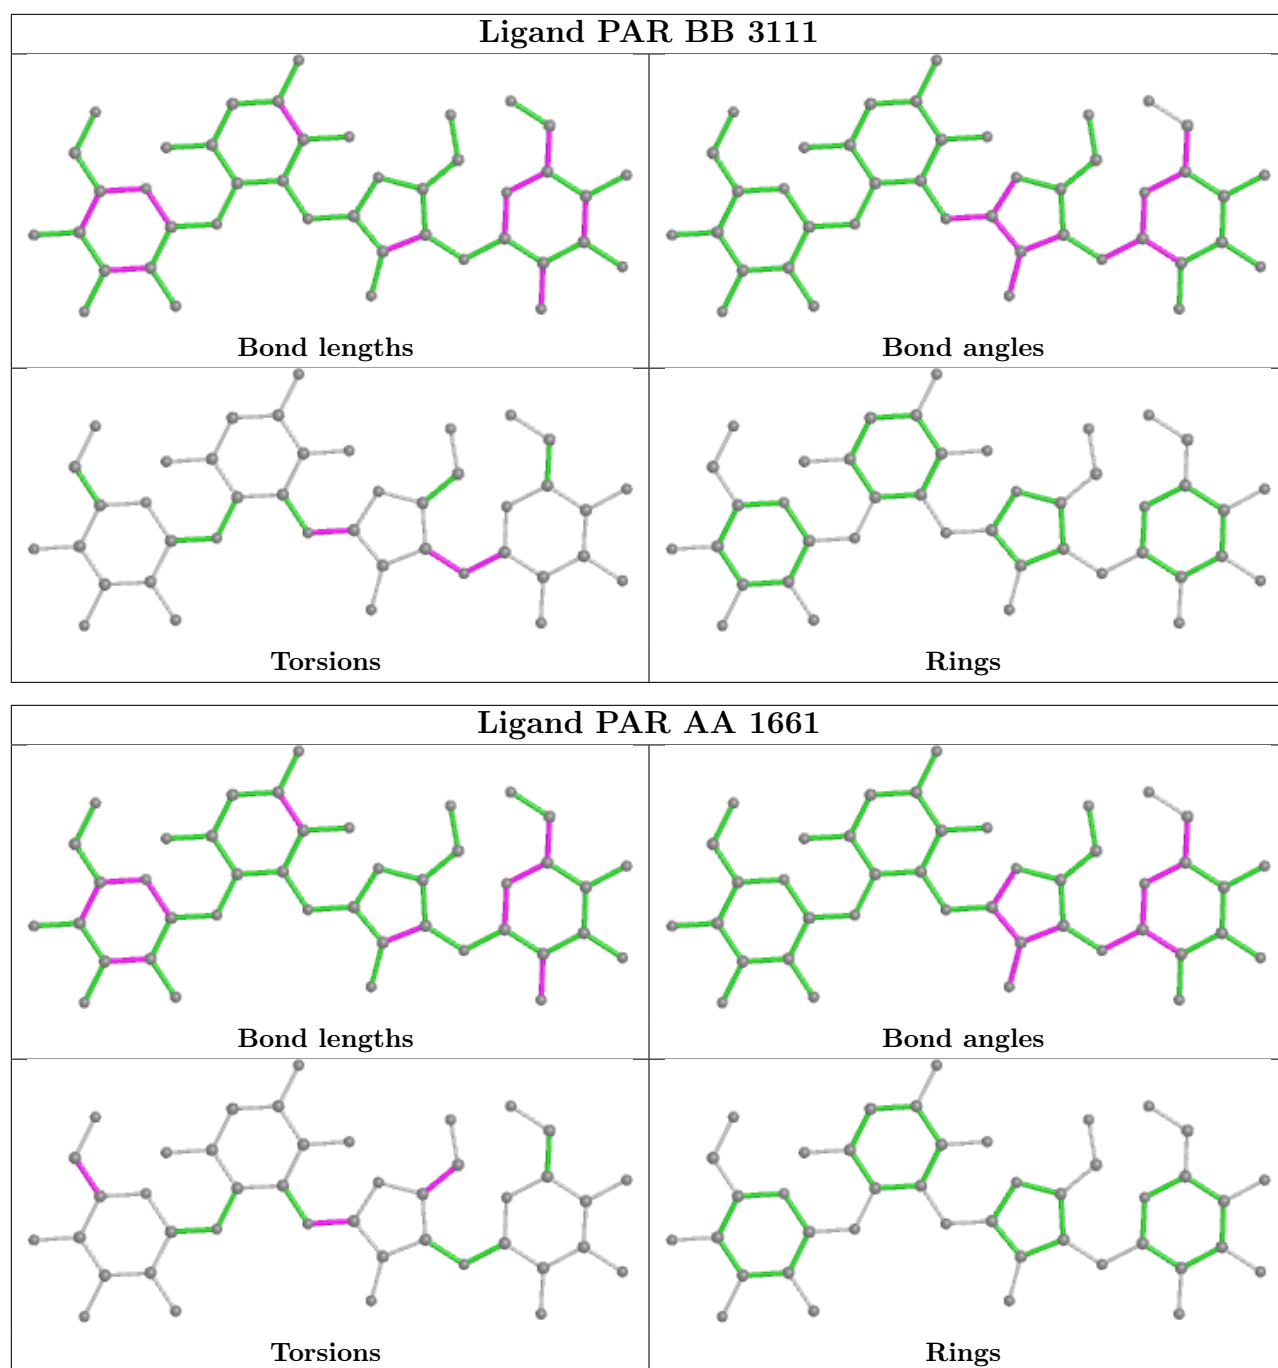 Ligand PAR BB 3111
Bond lengths
Bond angles
Torsions
Rings
Ligand PAR AA 1661
Bond lengths
Bond angles
Torsions
Rings